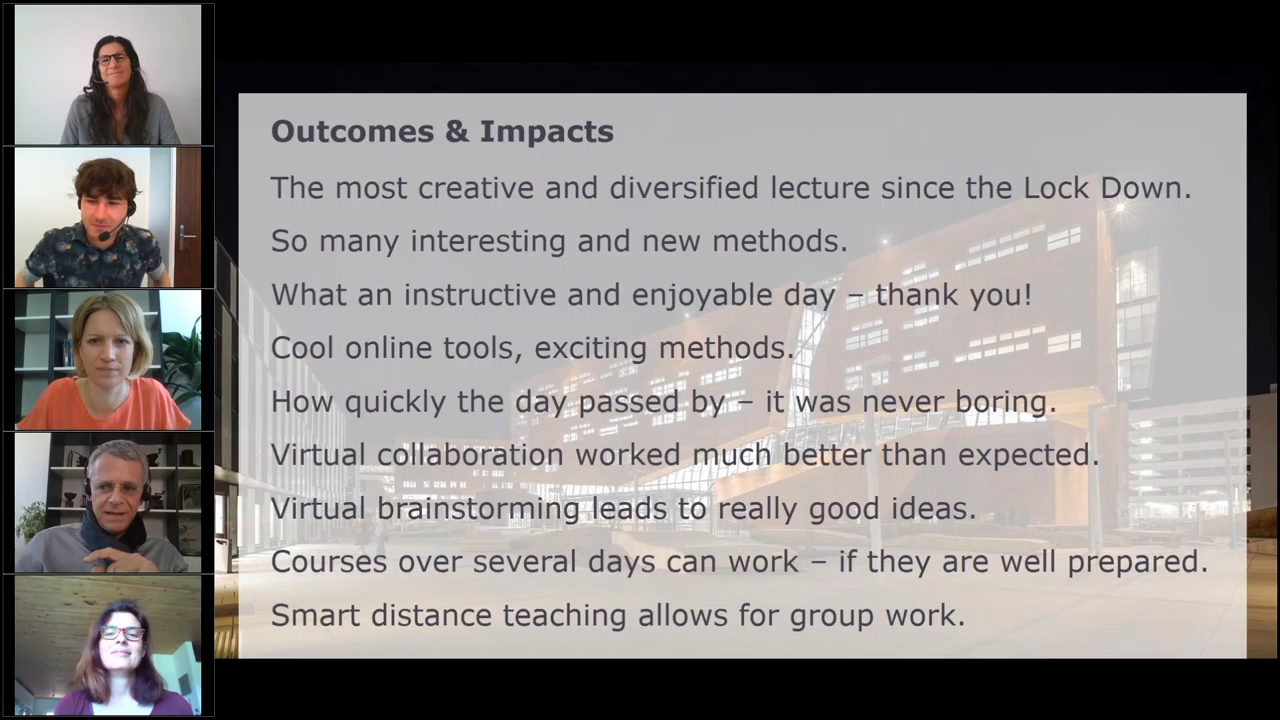 Outcomes & Impacts
The most creative and diversified lecture since the Lock Down.
So many interesting and new methods.
What an instructive and enjoyable day – thank you!
Cool online tools, exciting methods.
How quickly the day passed by – it was never boring.
Virtual collaboration worked much better than expected.
Virtual brainstorming leads to really good ideas.
Courses over several days can work – if they are well prepared.
Smart distance teaching allows for group work.